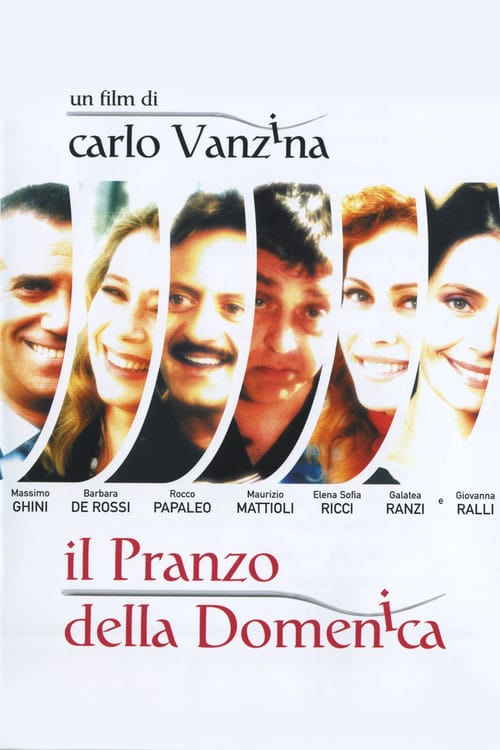 un film di
carlo Vanzina
Massimo GHINI
Barbara DE ROSSI
Rocco PAPALEO
Maurizio MATTIOLI
Elena Sofia RICCI
Galatea RANZI
e
Giovanna RALLI
il Pranzo
della Domenica